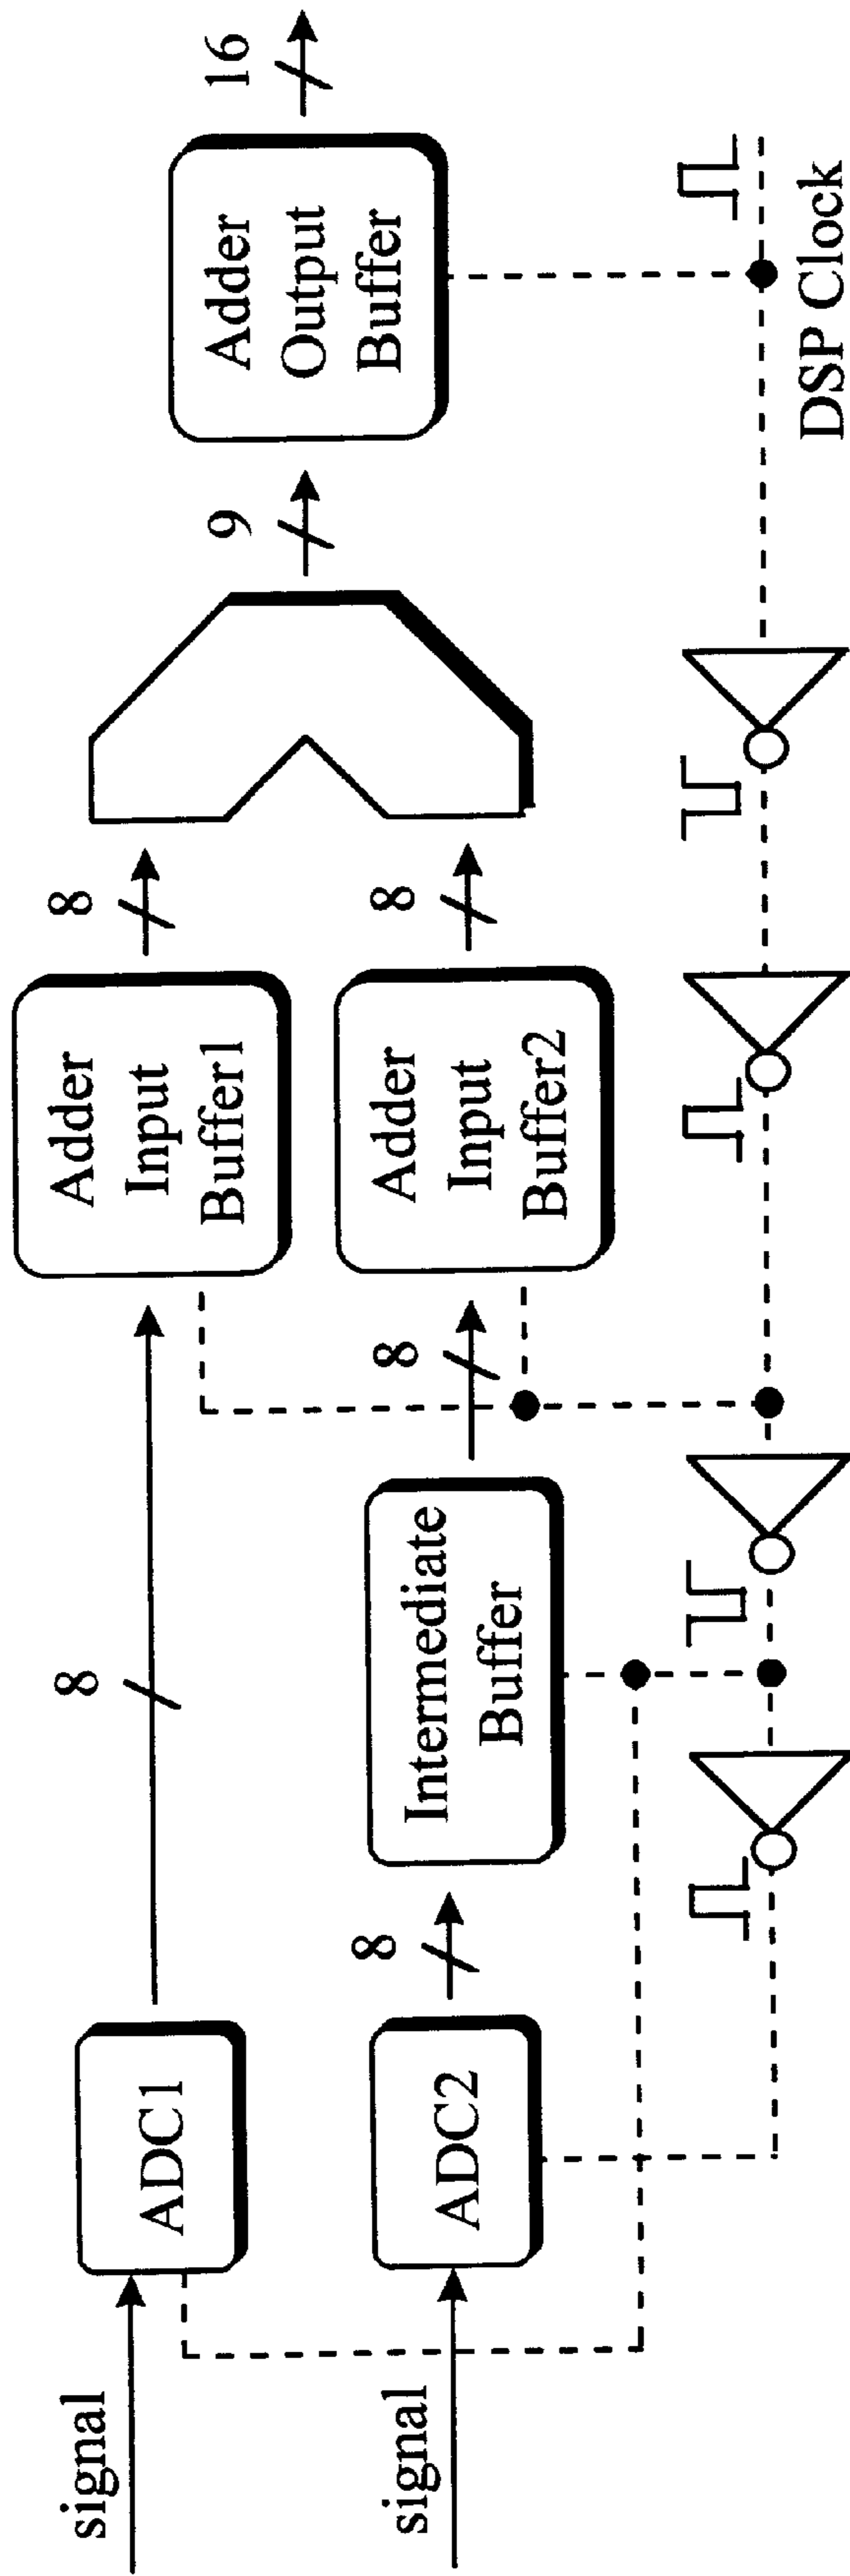 signal
ADC1
8
Adder
Input
Buffer1
8
signal
ADC2
8
Intermediate
Buffer
8
Adder
Input
Buffer2
8
9
Adder
Output
Buffer
16
DSP Clock